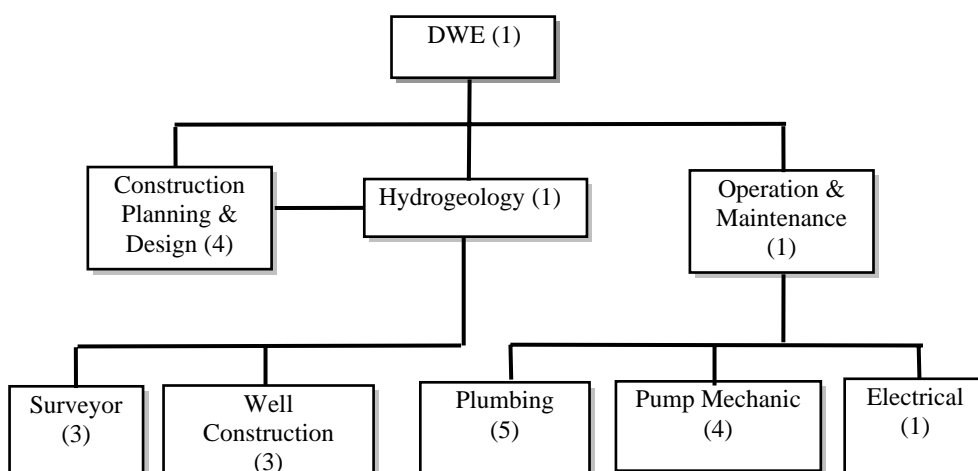 DWE (1)
Construction
Planning &
Design (4)
Hydrogeology (1)
Operation &
Maintenance
(1)
Surveyor
(3)
Well
Construction
(3)
Plumbing
(5)
Pump Mechanic
(4)
Electrical
(1)